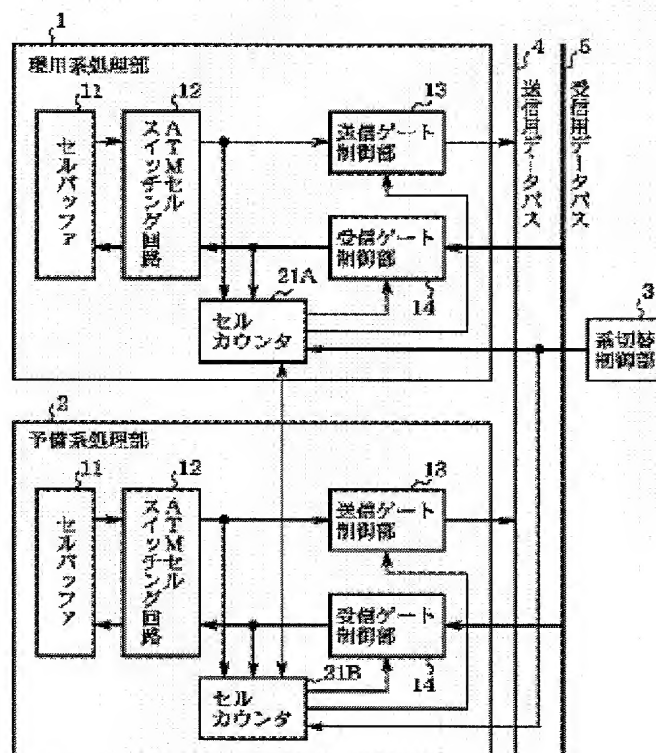 1
運用系処理部
11
セルバッファ
12
ATMセル
スイッチング回路
13
送信ゲート
制御部
受信ゲート
制御部
14
21A
セル
カウンタ
4
送信用データバス
5
受信用データバス
3
系切替
制御部
2
予備系処理部
11
セルバッファ
12
ATMセル
スイッチング回路
13
送信ゲート
制御部
受信ゲート
制御部
14
21B
セル
カウンタ